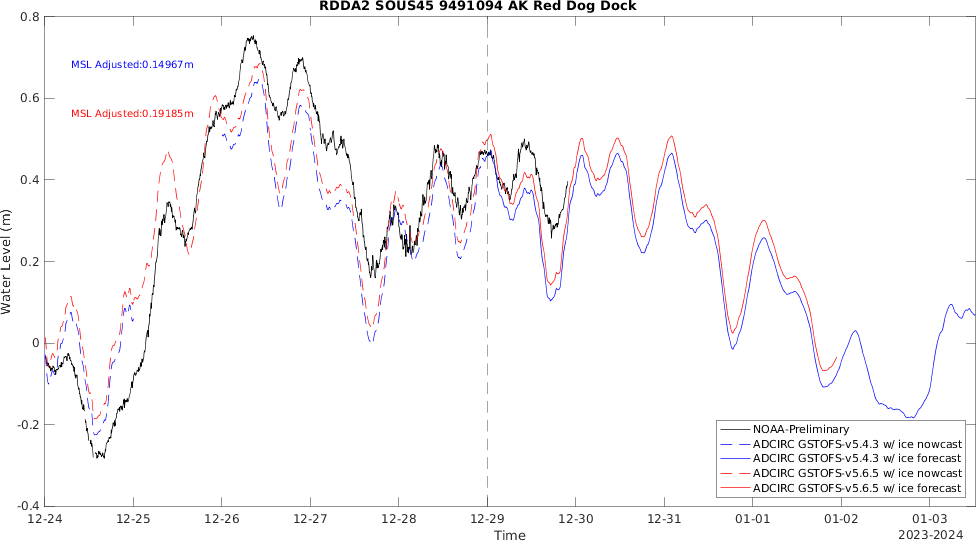 RDDA2 SOUS45 9491094 AK Red Dog Dock
0.8
MSL Adjusted:0.14967m
0.6
MSL Adjusted:0.19185m
0.4
0.2
Water Level (m)
0
-0.2
NOAA-Preliminary
ADCIRC GSTOFS-v5.4.3 w/ ice nowcast
ADCIRC GSTOFS-v5.4.3 w/ ice forecast
ADCIRC GSTOFS-v5.6.5 w/ ice nowcast
ADCIRC GSTOFS-v5.6.5 w/ ice forecast
-0.4
12-24 12-25 12-26 12-27 12-28 12-29 12-30 12-31 01-01 01-02 01-03
Time
2023-2024